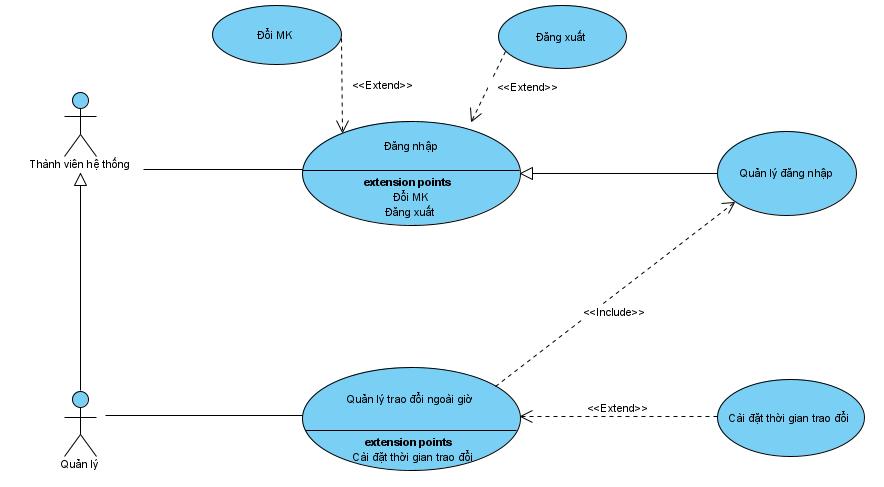 Đổi MK
Đăng xuất
<<Extend>>
<<Extend>>
Thành viên hệ thống
Đăng nhập
extension points
Đổi MK
Đăng xuất
Quản lý đăng nhập
<<Include>>
Quản lý
Quản lý trao đổi ngoài giờ
extension points
Cài đặt thời gian trao đổi
<<Extend>>
Cài đặt thời gian trao đổi